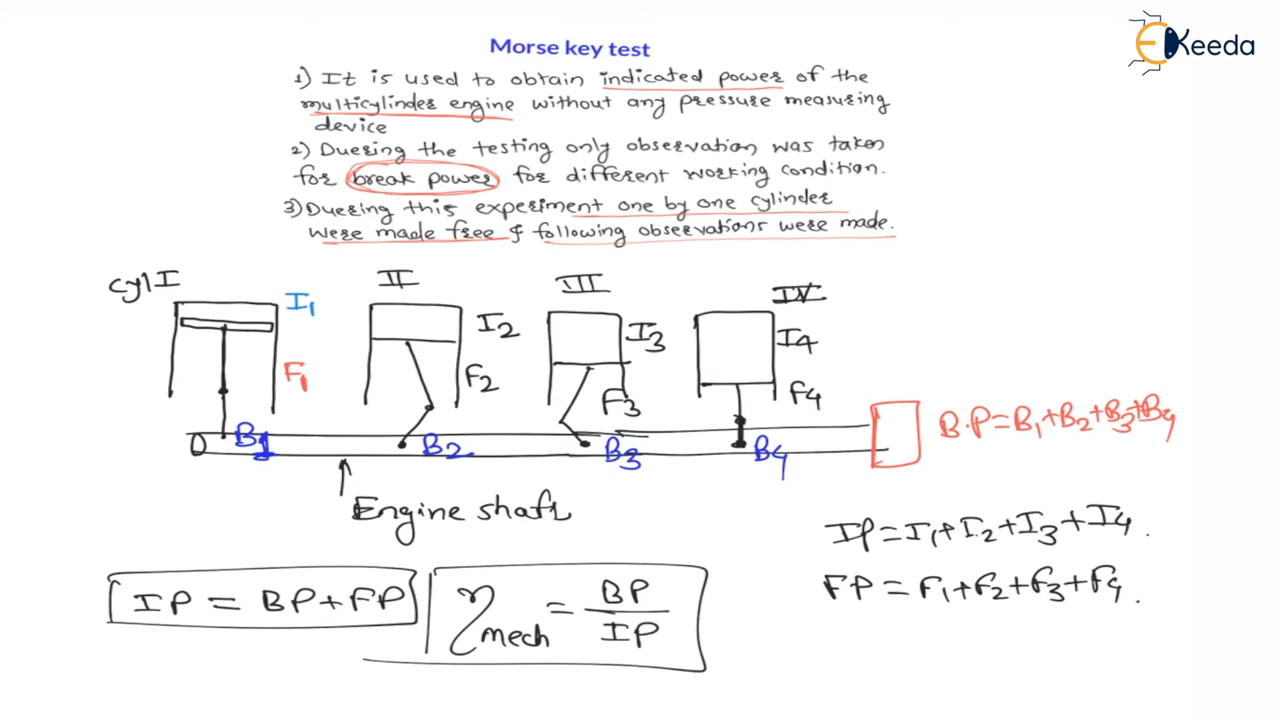 Morse key test
EKeeda
1) It is used to obtain indicated power of the
multicylinder engine without any pressure measuring
device
2) Duering the testing only observation was taken
for break power for different working condition.
3) Duering this experiment one by one cylinder
were made free & following observations were made.
cyl I II III IV
I1 I2 I3 I4
F1 F2 F3 F4
B1 B2 B3 B4
B.P = B1+B2+B3+B4
Engine shaft
IP = I1+I2+I3+I4.
FP = F1+F2+F3+F4.
IP = BP+FP
η mech = BP / IP